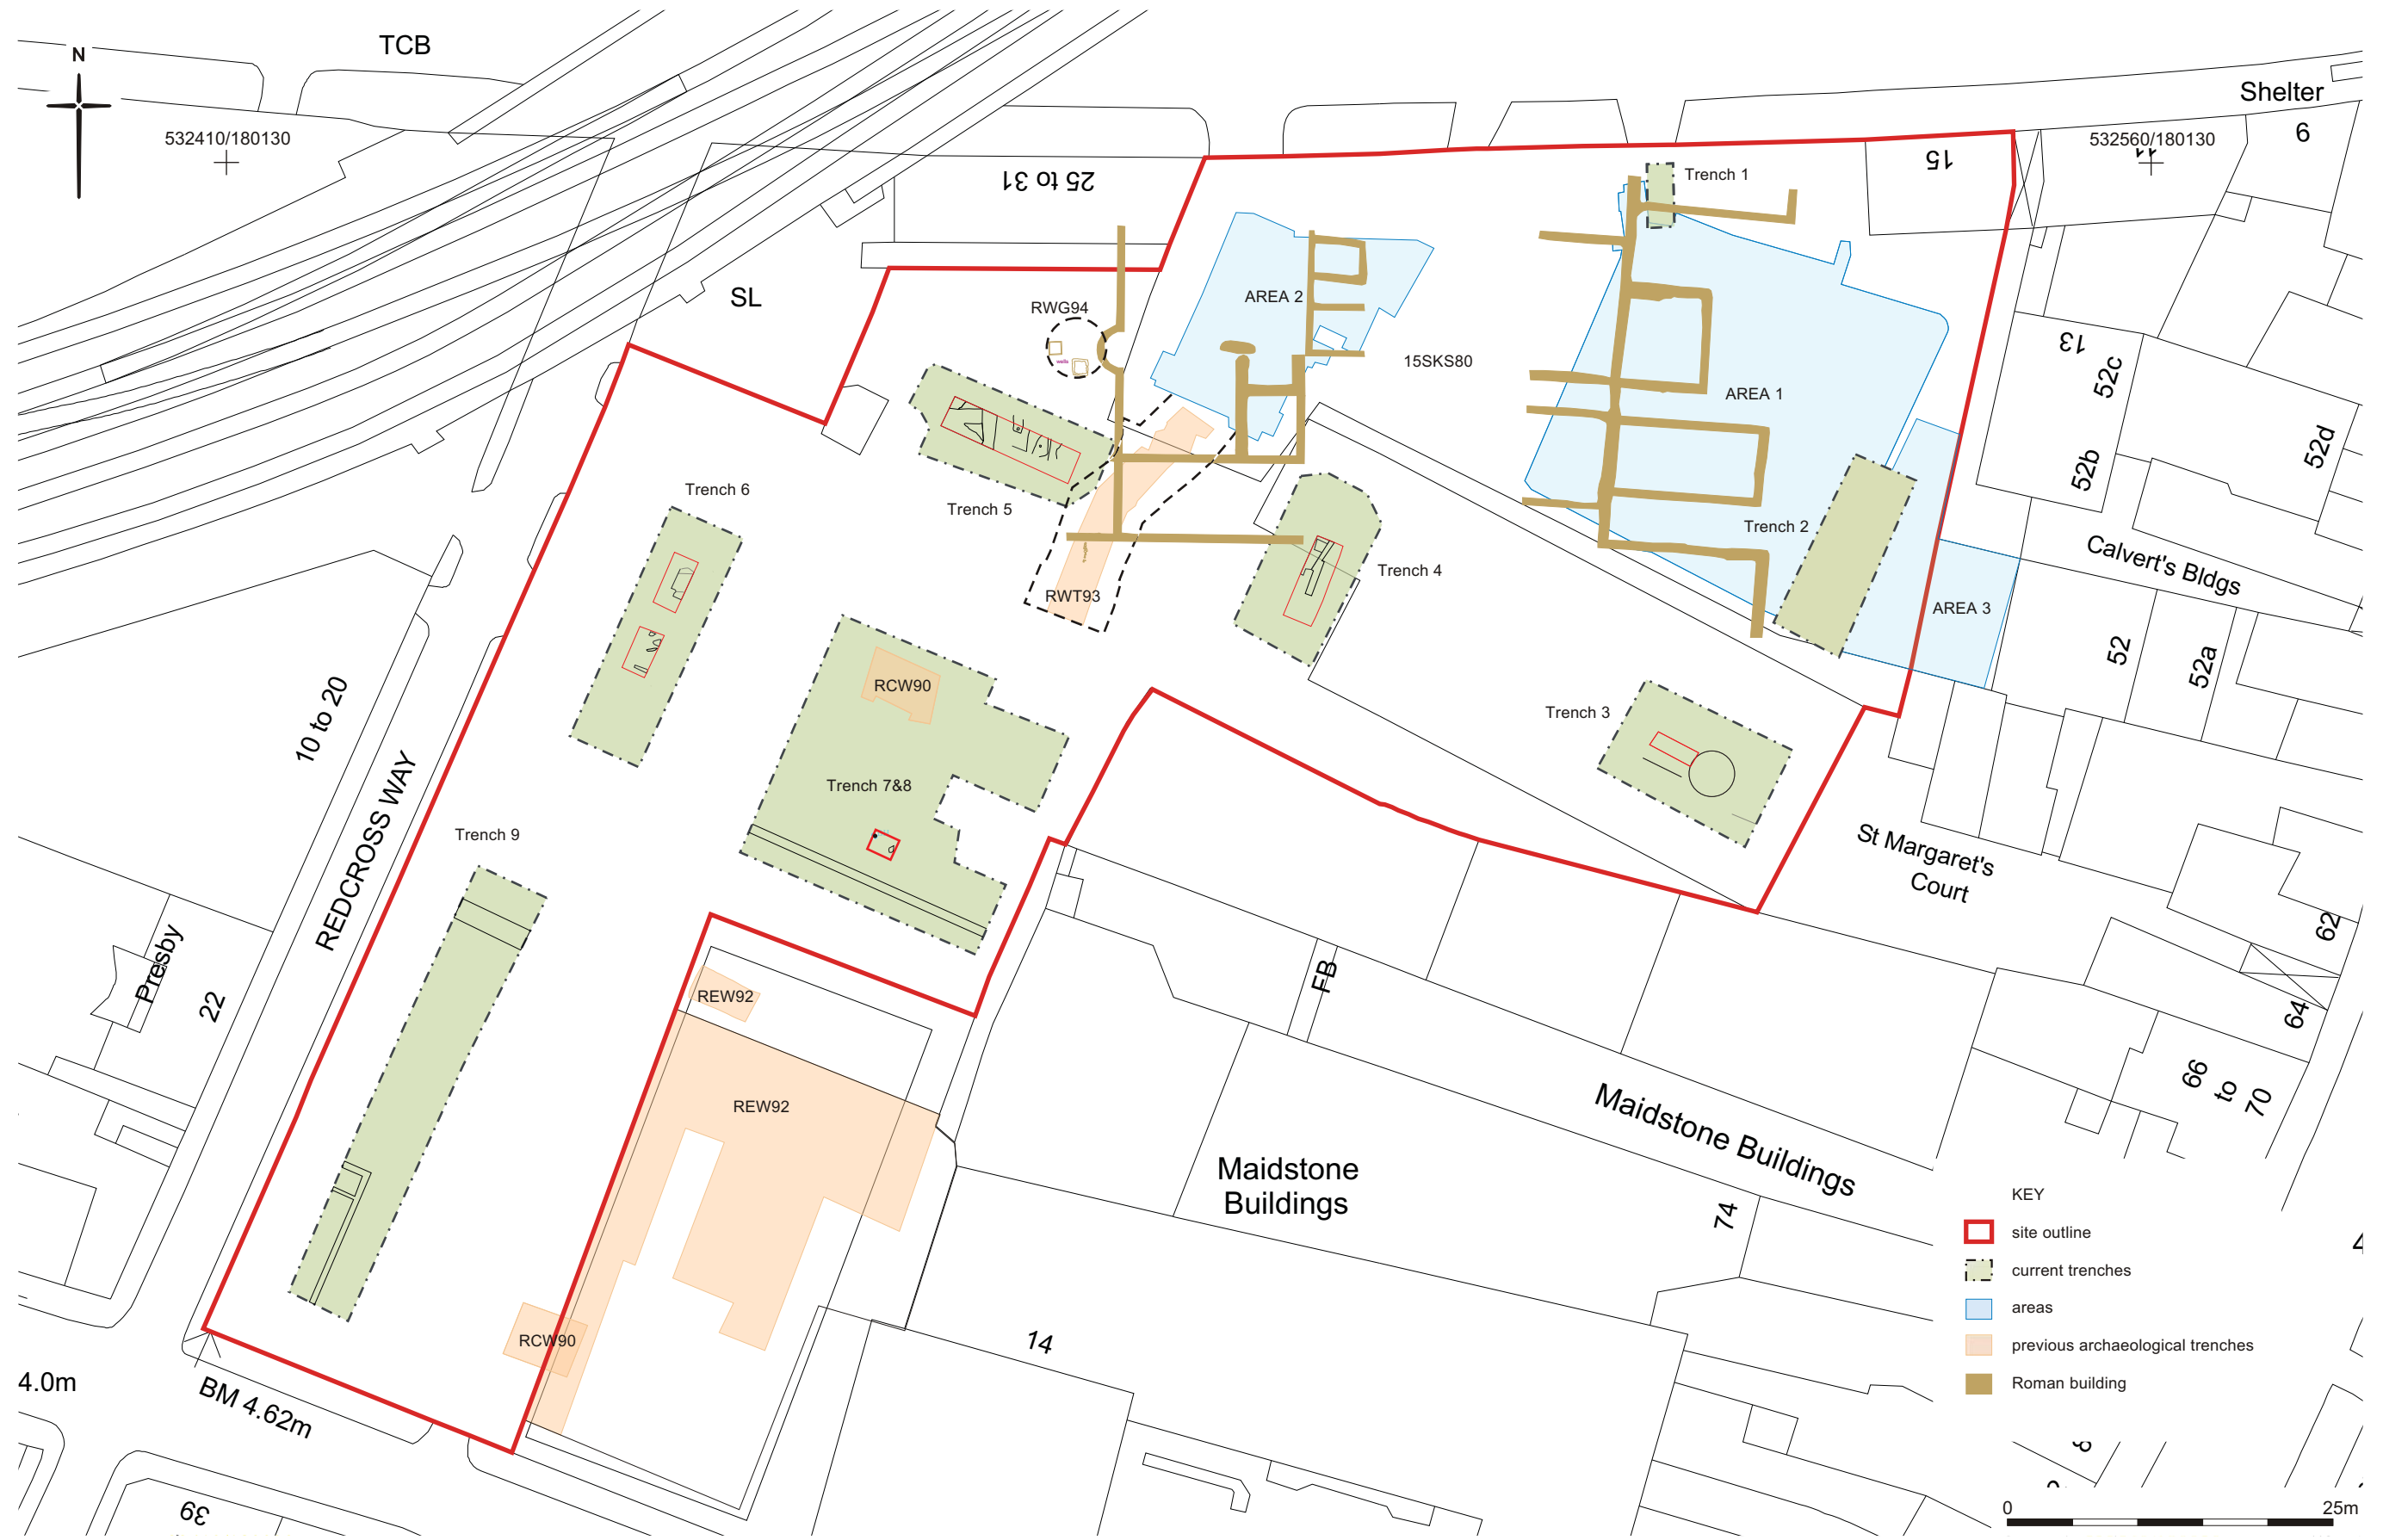 TCB
N
532410/180130
Shelter
9
532560/180130
11
15
25 to 31
Trench 1
SL
RWG94
AREA 2
wells
15SKS80
13
52c
AREA 1
52d
52b
Trench 6
Trench 5
Trench 2
Calvert's Bldgs
Trench 4
RWT93
AREA 3
52
52a
RCW90
10 to 20
Trench 3
Trench 7&8
REDCROSS WAY
Trench 9
St Margaret's
Court
62
Presby
22
FB
REW92
64
REW92
66
to
70
Maidstone Buildings
Maidstone
Buildings
74
KEY
site outline
current trenches
areas
previous archaeological trenches
Roman building
4
RCW90
14
4.0m
BM 4.62m
39
0
25m